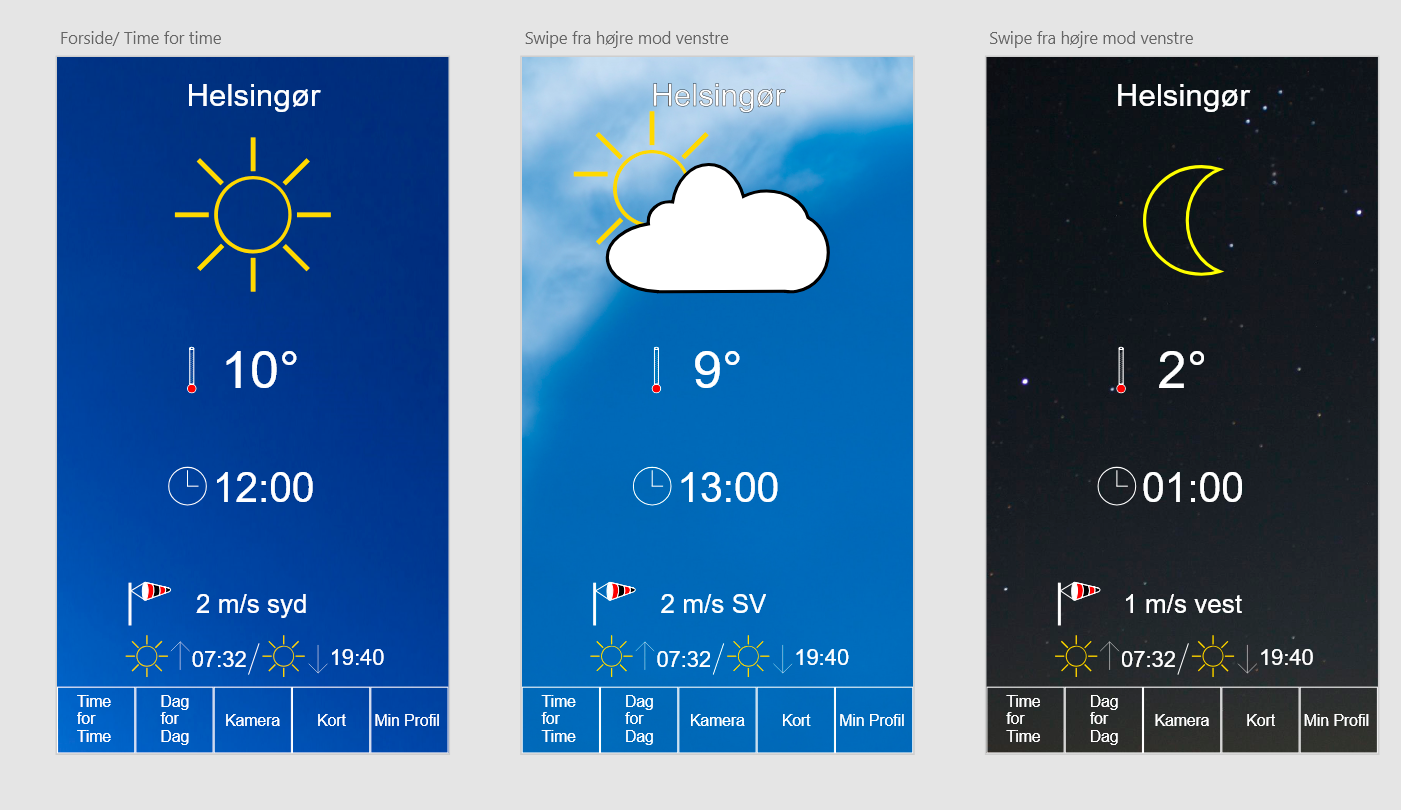 Forside/ Time for time
Helsingør
10°
12:00
2 m/s syd
07:32/ 19:40
Time
for
Time
Dag
for
Dag
Kamera
Kort
Min Profil
Swipe fra højre mod venstre
Helsingør
9°
13:00
2 m/s SV
07:32/ 19:40
Time
for
Time
Dag
for
Dag
Kamera
Kort
Min Profil
Swipe fra højre mod venstre
Helsingør
2°
01:00
1 m/s vest
07:32/ 19:40
Time
for
Time
Dag
for
Dag
Kamera
Kort
Min Profil